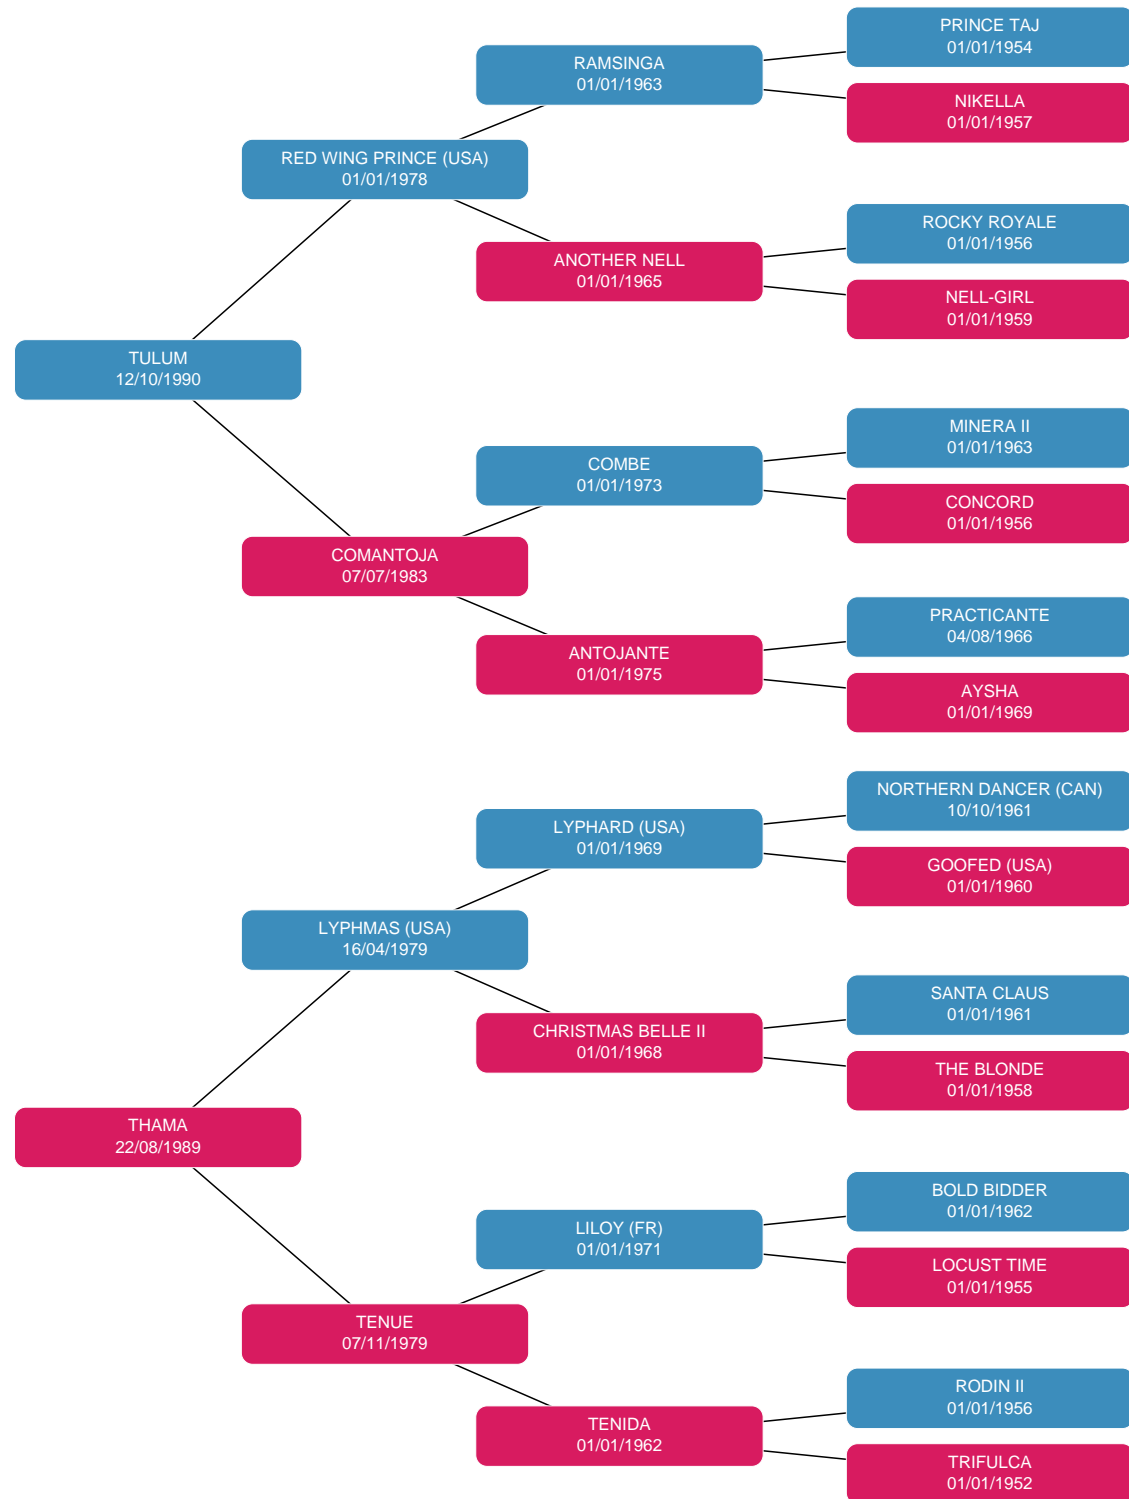 PRINCE TAJ
01/01/1954
RAMSINGA
01/01/1963
NIKELLA
01/01/1957
RED WING PRINCE (USA)
01/01/1978
ROCKY ROYALE
01/01/1956
ANOTHER NELL
01/01/1965
NELL-GIRL
01/01/1959
TULUM
12/10/1990
MINERA II
01/01/1963
COMBE
01/01/1973
CONCORD
01/01/1956
COMANTOJA
07/07/1983
PRACTICANTE
04/08/1966
ANTOJANTE
01/01/1975
AYSHA
01/01/1969
NORTHERN DANCER (CAN)
10/10/1961
LYPHARD (USA)
01/01/1969
GOOFED (USA)
01/01/1960
LYPHMAS (USA)
16/04/1979
SANTA CLAUS
01/01/1961
CHRISTMAS BELLE II
01/01/1968
THE BLONDE
01/01/1958
THAMA
22/08/1989
BOLD BIDDER
01/01/1962
LILOY (FR)
01/01/1971
LOCUST TIME
01/01/1955
TENUE
07/11/1979
RODIN II
01/01/1956
TENIDA
01/01/1962
TRIFULCA
01/01/1952